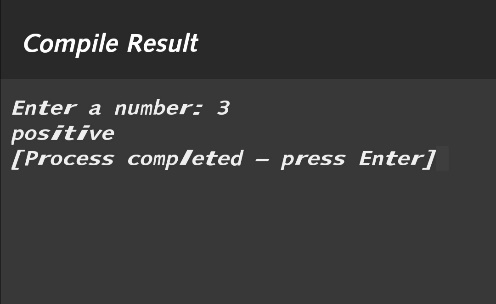 Compile Result
Enter a number: 3
positive
[Process completed – press Enter]